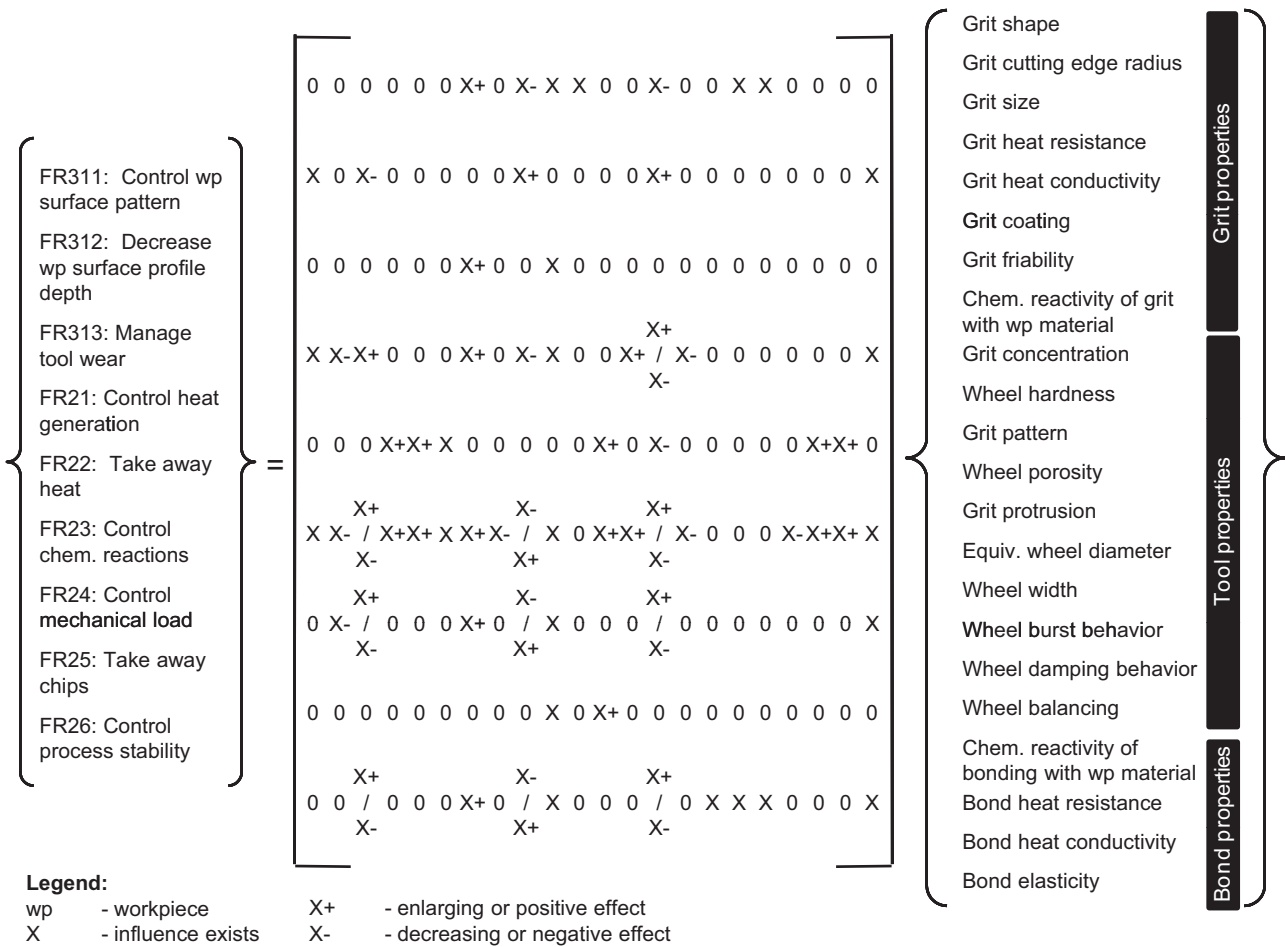 FR311: Control wp
surface pattern
FR312: Decrease
wp surface profile
depth
FR313: Manage
tool wear
FR21: Control heat
generation
FR22: Take away
heat
FR23: Control
chem. reactions
FR24: Control
mechanical load
FR25: Take away
chips
FR26: Control
process stability
=
0 0 0 0 0 0 X+ 0 X- X X 0 0 X- 0 0 X X 0 0 0 0
X 0 X- 0 0 0 0 0 X+ 0 0 0 0 X+ 0 0 0 0 0 0 0 X
0 0 0 0 0 0 X+ 0 0 X 0 0 0 0 0 0 0 0 0 0 0 0
X+
X X- X+ 0 0 0 X+ 0 X- X 0 0 X+ / X- 0 0 0 0 0 0 X
X-
0 0 0 X+ X+ X 0 0 0 0 0 X+ 0 X- 0 0 0 0 0 X+ X+ 0
X+ X- X+
X X- / X+ X+ X X+ X- / X 0 X+ X+ / X- 0 0 0 X- X+ X+ X
X- X+ X-
X+ X- X+
0 X- / 0 0 0 X+ 0 / X 0 0 0 / 0 0 0 0 0 0 0 X
X- X+ X-
0 0 0 0 0 0 0 0 0 X 0 X+ 0 0 0 0 0 0 0 0 0 0
X+ X- X+
0 0 / 0 0 0 X+ 0 / X 0 0 0 / 0 X X X 0 0 0 X
X- X+ X-
Grit shape
Grit cutting edge radius
Grit size
Grit heat resistance
Grit heat conductivity
Grit coating
Grit friability
Chem. reactivity of grit
with wp material
Grit concentration
Wheel hardness
Grit pattern
Wheel porosity
Grit protrusion
Equiv. wheel diameter
Wheel width
Wheel burst behavior
Wheel damping behavior
Wheel balancing
Chem. reactivity of
bonding with wp material
Bond heat resistance
Bond heat conductivity
Bond elasticity
Grit properties
Tool properties
Bond properties
Legend:
wp - workpiece X+ - enlarging or positive effect
X - influence exists X- - decreasing or negative effect